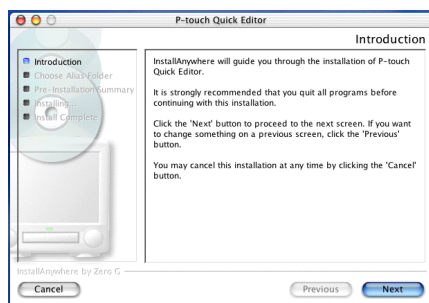 P-touch Quick Editor
Introduction
Introduction
Choose Alias Folder
Pre-Installation Summary
Installing...
Install Complete
InstallAnywhere will guide you through the installation of P-touch
Quick Editor.
It is strongly recommended that you quit all programs before
continuing with this installation.
Click the 'Next' button to proceed to the next screen. If you want
to change something on a previous screen, click the 'Previous'
button.
You may cancel this installation at any time by clicking the 'Cancel'
button.
InstallAnywhere by Zero G
Cancel
Previous
Next